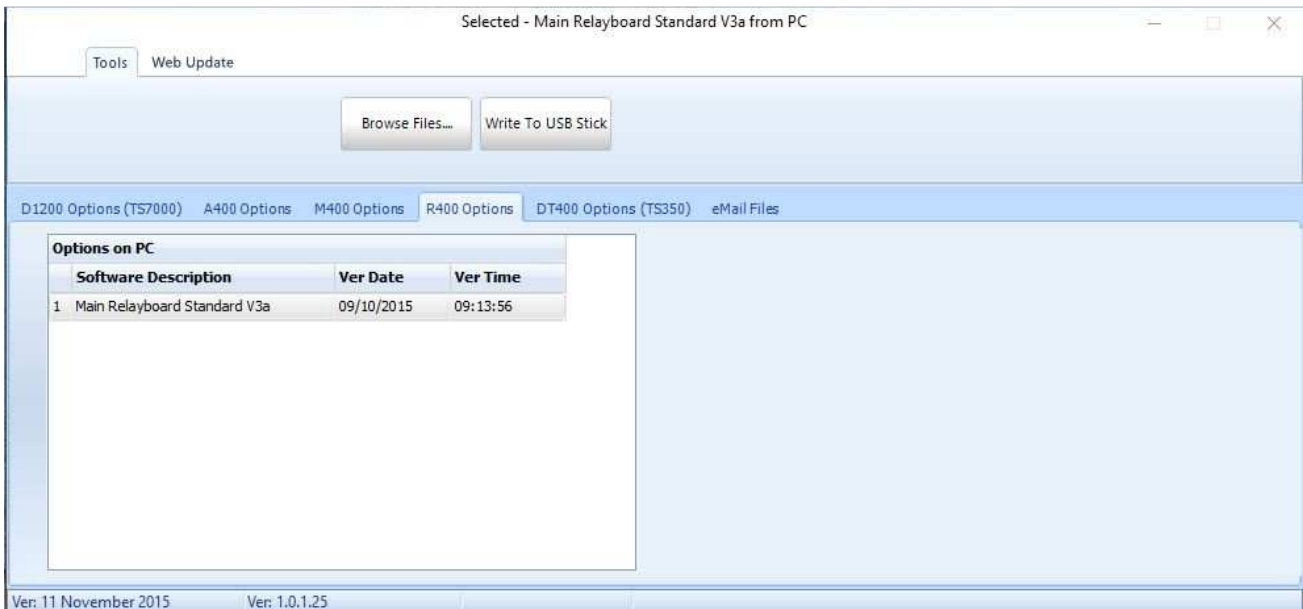 Selected - Main Relayboard Standard V3a from PC
Tools Web Update
Browse Files.... Write To USB Stick
D1200 Options (TS7000) A400 Options M400 Options R400 Options DT400 Options (TS350) eMail Files
Options on PC
Software Description Ver Date Ver Time
1 Main Relayboard Standard V3a 09/10/2015 09:13:56
Ver: 11 November 2015 Ver: 1.0.1.25